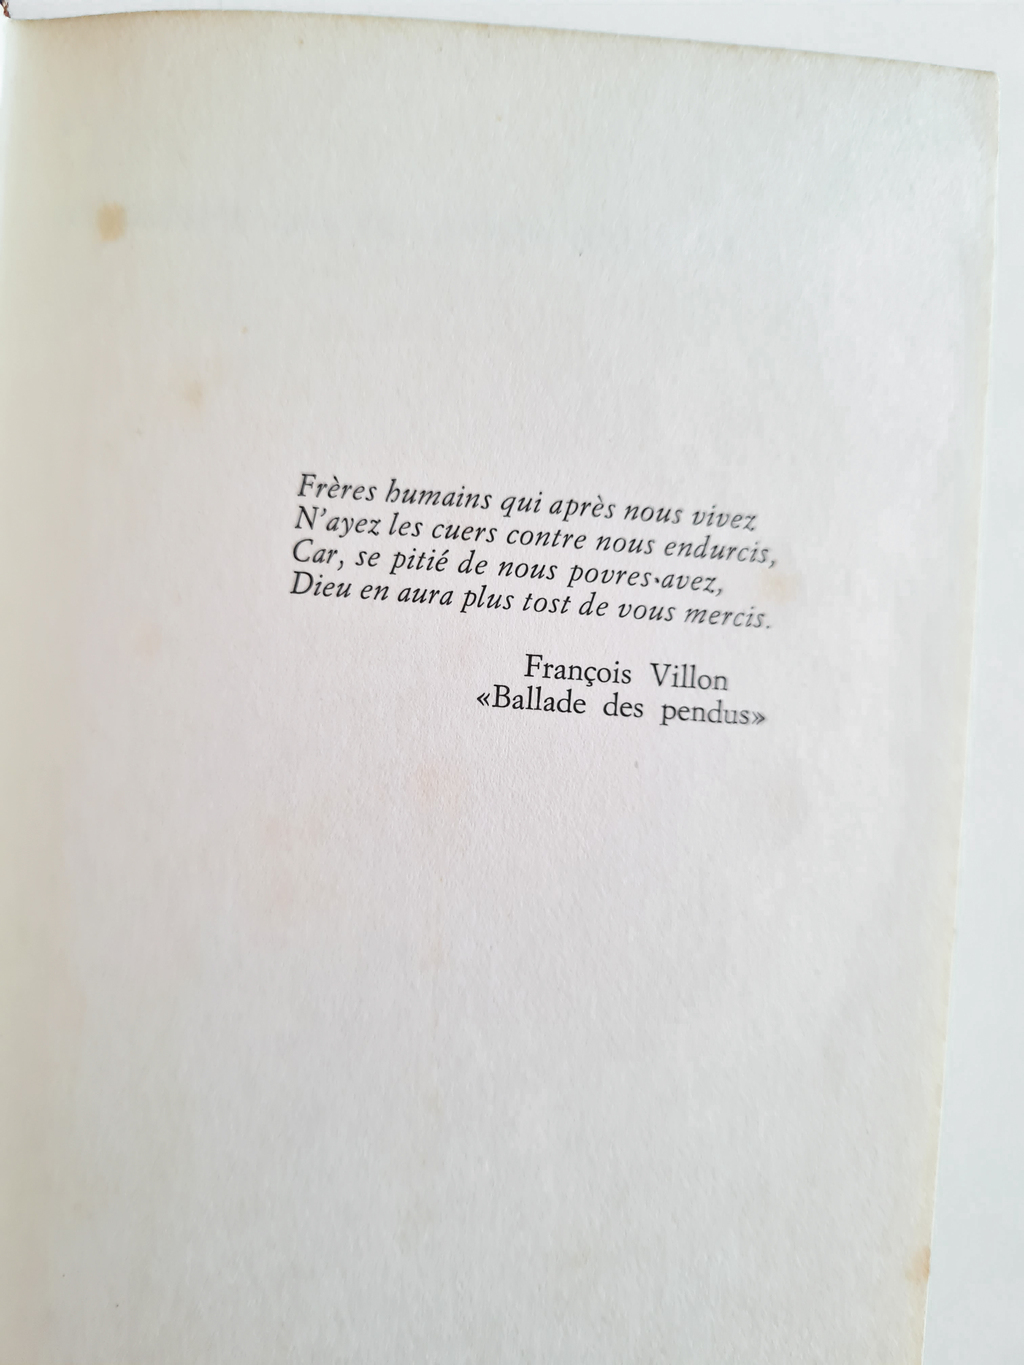 Frères humains qui après nous vivez
N'ayez les cuers contre nous endurcis,
Car, se pitié de nous povres avez,
Dieu en aura plus tost de vous mercis.
François Villon
«Ballade des pendus»